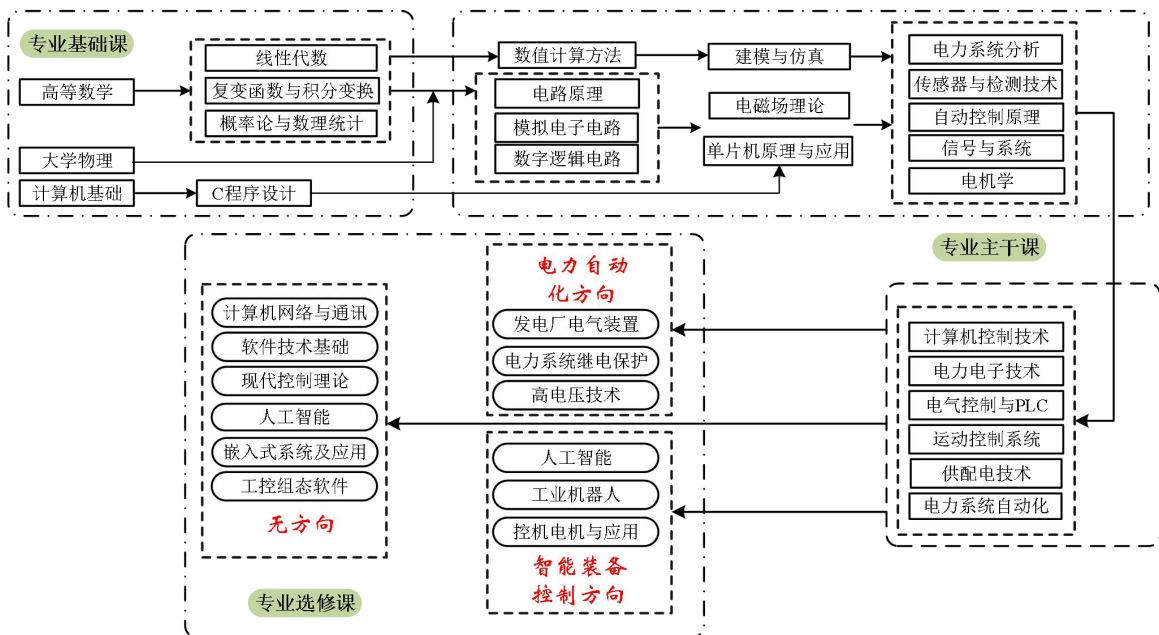 专业基础课
高等数学
线性代数
复变函数与积分变换
概率论与数理统计
大学物理
计算机基础
C程序设计
数值计算方法
建模与仿真
电路原理
模拟电子电路
数字逻辑电路
电磁场理论
单片机原理与应用
电力系统分析
传感器与检测技术
自动控制原理
信号与系统
电机学
专业主干课
计算机控制技术
电力电子技术
电气控制与PLC
运动控制系统
供配电技术
电力系统自动化
电力自动
化方向
发电厂电气装置
电力系统继电保护
高电压技术
人工智能
工业机器人
控机电机与应用
智能装备
控制方向
计算机网络与通讯
软件技术基础
现代控制理论
人工智能
嵌入式系统及应用
工控组态软件
无方向
专业选修课